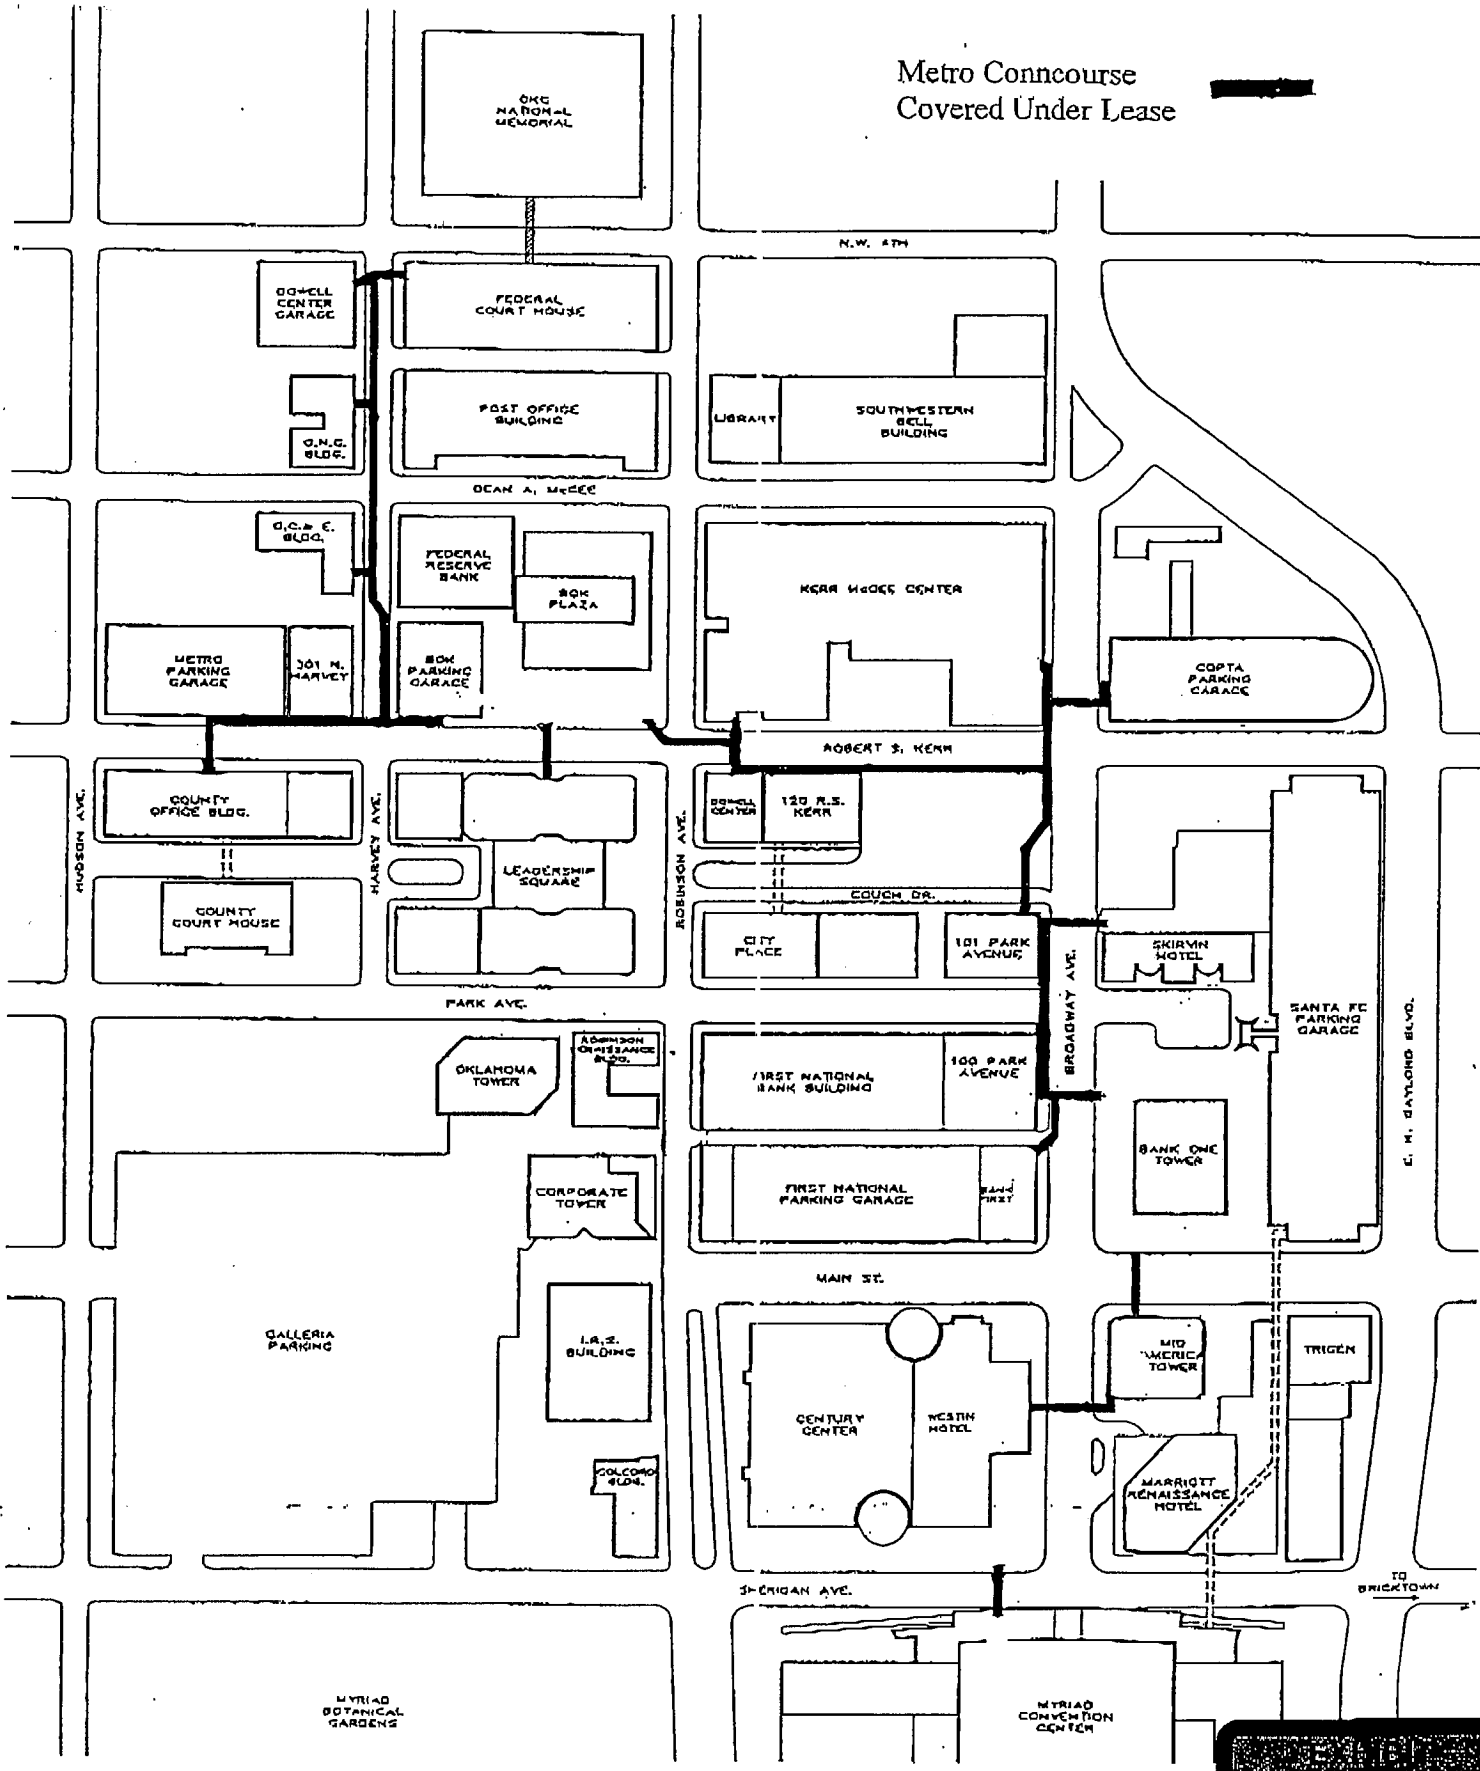 Metro Conncourse
Covered Under Lease
OKC
NATIONAL
MEMORIAL
N.W. 4TH
DOWELL
CENTER
GARAGE
FEDERAL
COURT HOUSE
O.N.G.
BLDG.
POST OFFICE
BUILDING
LIBRARY
SOUTHWESTERN
BELL
BUILDING
DEAN A. McGEE
O.G. & E.
BLDG.
FEDERAL
RESERVE
BANK
BOK
PLAZA
KERR McGEE CENTER
METRO
PARKING
GARAGE
301 N.
HARVEY
BOK
PARKING
GARAGE
COPTA
PARKING
GARAGE
ROBERT S. KERR
HUDSON AVE.
COUNTY
OFFICE BLDG.
HARVEY AVE.
LEADERSHIP
SQUARE
ROBINSON AVE.
DOWELL
CENTER
120 R.S.
KERR
COUCH DR.
COUNTY
COURT HOUSE
CITY
PLACE
101 PARK
AVENUE
BROADWAY AVE.
SKIRVIN
HOTEL
SANTA FE
PARKING
GARAGE
E. K. GAYLORD BLVD.
PARK AVE.
OKLAHOMA
TOWER
ROBINSON
RENAISSANCE
BLDG.
FIRST NATIONAL
BANK BUILDING
100 PARK
AVENUE
BANK ONE
TOWER
CORPORATE
TOWER
FIRST NATIONAL
PARKING GARAGE
BANK
FIRST
MAIN ST.
GALLERIA
PARKING
I.R.S.
BUILDING
MID
AMERICA
TOWER
TRIGEN
CENTURY
CENTER
WESTIN
HOTEL
COLCORD
BLDG.
MARRIOTT
RENAISSANCE
HOTEL
SHERIDAN AVE.
TO
BRICKTOWN
MYRIAD
BOTANICAL
GARDENS
MYRIAD
CONVENTION
CENTER
EXHIBIT